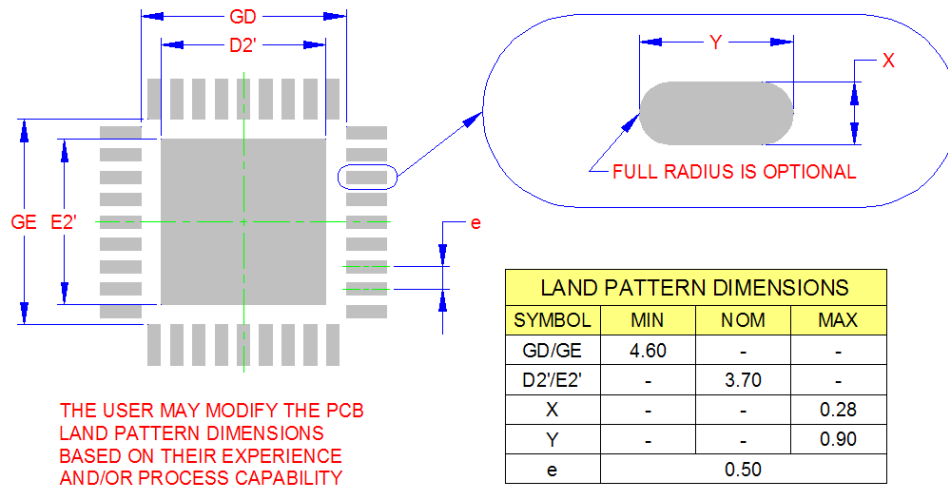 GD
D2'
GE
E2'
e
Y
X
FULL RADIUS IS OPTIONAL
THE USER MAY MODIFY THE PCB
LAND PATTERN DIMENSIONS
BASED ON THEIR EXPERIENCE
AND/OR PROCESS CAPABILITY
LAND PATTERN DIMENSIONS
SYMBOL MIN NOM MAX
GD/GE 4.60 - -
D2'/E2' - 3.70 -
X - - 0.28
Y - - 0.90
e 0.50